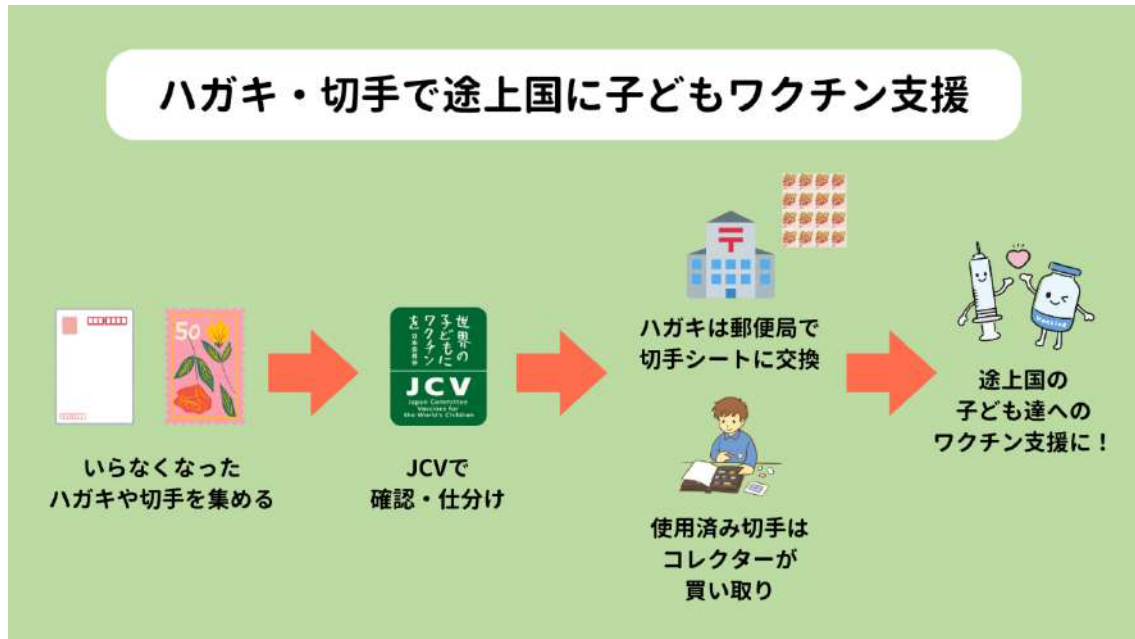 ハガキ・切手で途上国に子どもワクチン支援
50
いらなくなった
ハガキや切手を集める
世界の
子どもに
ワクチン
を
日本委員会
JCV
Japan Committee
Vaccines for
the World's Children
JCVで
確認・仕分け
〒
ハガキは郵便局で
切手シートに交換
使用済み切手は
コレクターが
買い取り
Vaccine
途上国の
子ども達への
ワクチン支援に！